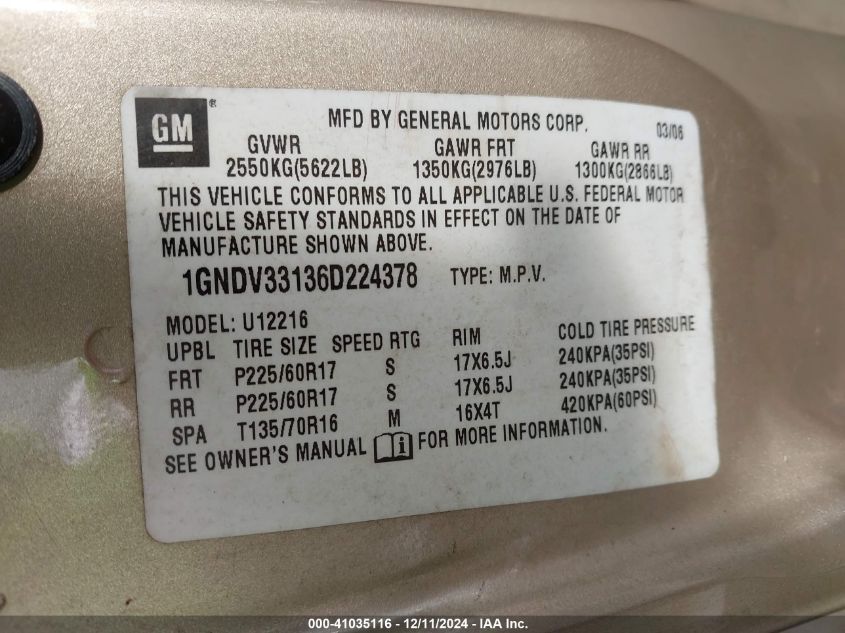 GM®
MFD BY GENERAL MOTORS CORP. 03/06
GVWR GAWR FRT GAWR RR
2550KG(5622LB) 1350KG(2976LB) 1300KG(2866LB)
THIS VEHICLE CONFORMS TO ALL APPLICABLE U.S. FEDERAL MOTOR
VEHICLE SAFETY STANDARDS IN EFFECT ON THE DATE OF
MANUFACTURE SHOWN ABOVE.
1GNDV33136D224378 TYPE: M.P.V.
MODEL: U12216
UPBL TIRE SIZE SPEED RTG RIM COLD TIRE PRESSURE
FRT P225/60R17 S 17X6.5J 240KPA(35PSI)
RR P225/60R17 S 17X6.5J 240KPA(35PSI)
SPA T135/70R16 M 16X4T 420KPA(60PSI)
SEE OWNER'S MANUAL i FOR MORE INFORMATION.
000-41035116 - 12/11/2024 - IAA Inc.